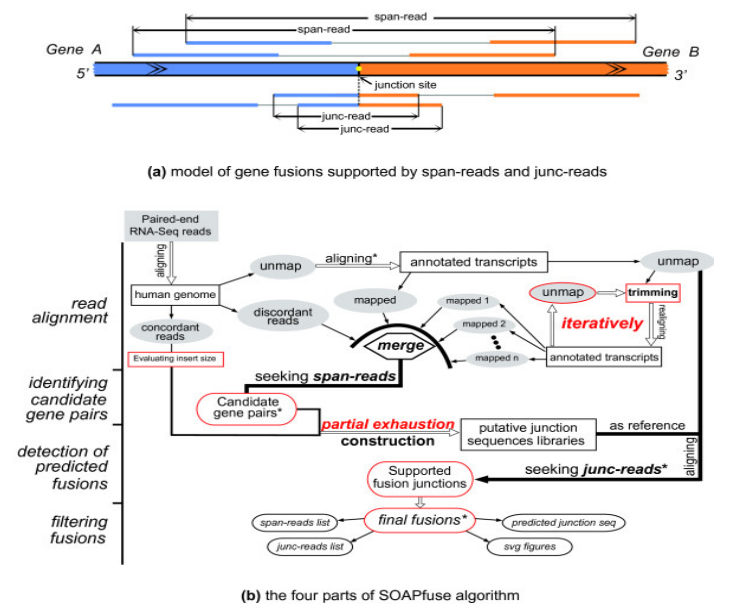 span-read
span-read
Gene A
Gene B
5'
3'
junction site
junc-read
junc-read
(a) model of gene fusions supported by span-reads and junc-reads
Paired-end
RNA-Seq reads
aligning
unmap
aligning*
annotated transcripts
unmap
read
alignment
human genome
mapped
mapped 1
unmap
trimming
discordant
reads
concordant
reads
merge
mapped 2
iteratively
realigning
Evaluating insert size
mapped n
annotated transcripts
identifying
candidate
gene pairs
seeking span-reads
Candidate
gene pairs*
partial exhaustion
construction
putative junction
sequences libraries
as reference
detection of
predicted
fusions
aligning
Supported
fusion junctions
seeking junc-reads*
filtering
fusions
span-reads list
final fusions*
predicted junction seq
junc-reads list
svg figures
(b) the four parts of SOAPfuse algorithm